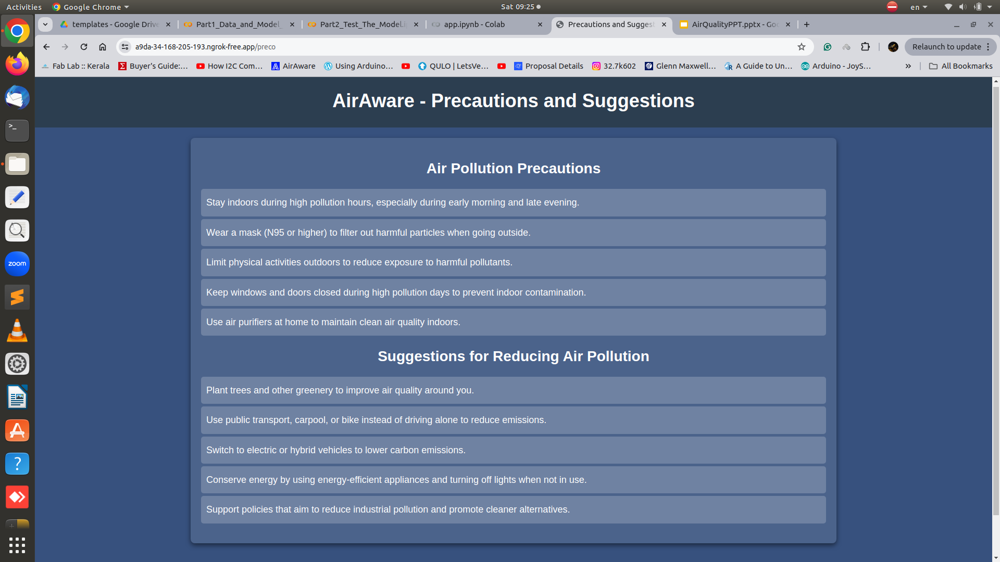 Activities
Google Chrome
Sat 09:25
en
templates - Google Drive
Part1_Data_and_Model_
Part2_Test_The_Model.i
app.ipynb - Colab
Precautions and Suggest
AirQualityPPT.pptx - Goo
a9da-34-168-205-193.ngrok-free.app/preco
Relaunch to update
Fab Lab :: Kerala
Buyer's Guide:...
How I2C Com...
AirAware
Using Arduino...
QULO | LetsVe...
Proposal Details
32.7k602
Glenn Maxwell...
A Guide to Un...
Arduino - JoyS...
All Bookmarks
AirAware - Precautions and Suggestions
Air Pollution Precautions
Stay indoors during high pollution hours, especially during early morning and late evening.
Wear a mask (N95 or higher) to filter out harmful particles when going outside.
Limit physical activities outdoors to reduce exposure to harmful pollutants.
Keep windows and doors closed during high pollution days to prevent indoor contamination.
Use air purifiers at home to maintain clean air quality indoors.
Suggestions for Reducing Air Pollution
Plant trees and other greenery to improve air quality around you.
Use public transport, carpool, or bike instead of driving alone to reduce emissions.
Switch to electric or hybrid vehicles to lower carbon emissions.
Conserve energy by using energy-efficient appliances and turning off lights when not in use.
Support policies that aim to reduce industrial pollution and promote cleaner alternatives.
zoom